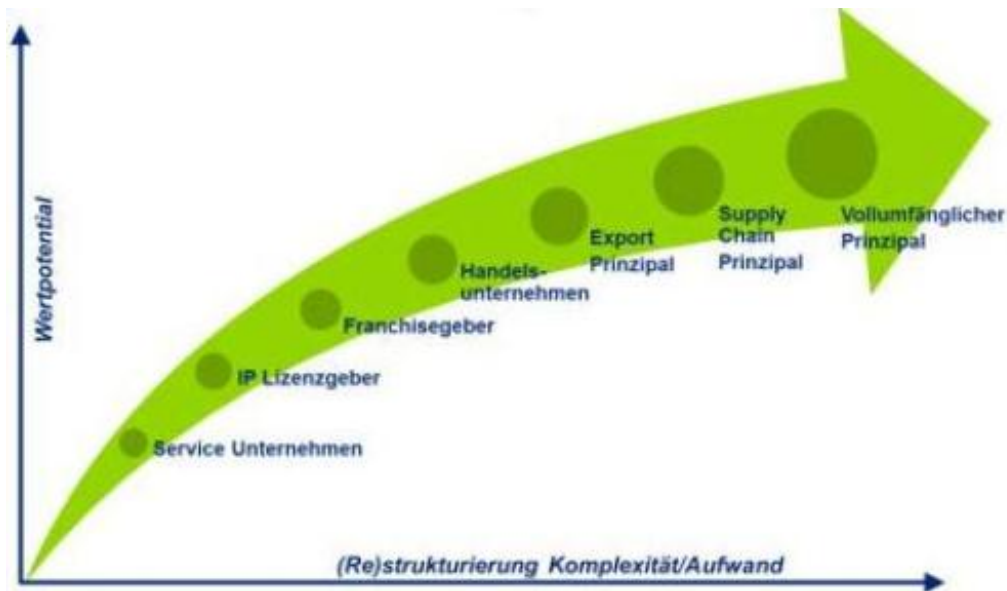 Wertpotential
Vollumfänglicher
Prinzipal
Supply
Chain
Prinzipal
Export
Prinzipal
Handels-
unternehmen
Franchisegeber
IP Lizenzgeber
Service Unternehmen
(Re)strukturierung Komplexität/Aufwand